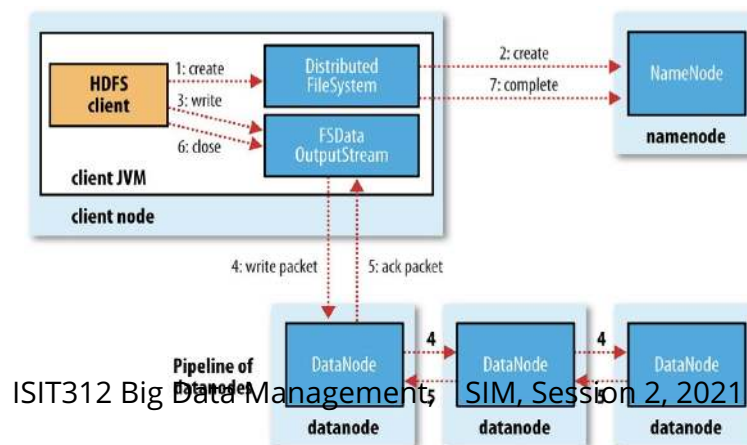 2: create
1: create
Distributed
FileSystem
NameNode
HDFS
client
7: complete
3: write
FSData
OutputStream
namenode
6: close
client JVM
client node
4: write packet
5: ack packet
4
4
Pipeline of
datanodes
DataNode
DataNode
DataNode
ISIT312 Big Data Management, SIM, Session 2, 2021
5
datanode
datanode
datanode